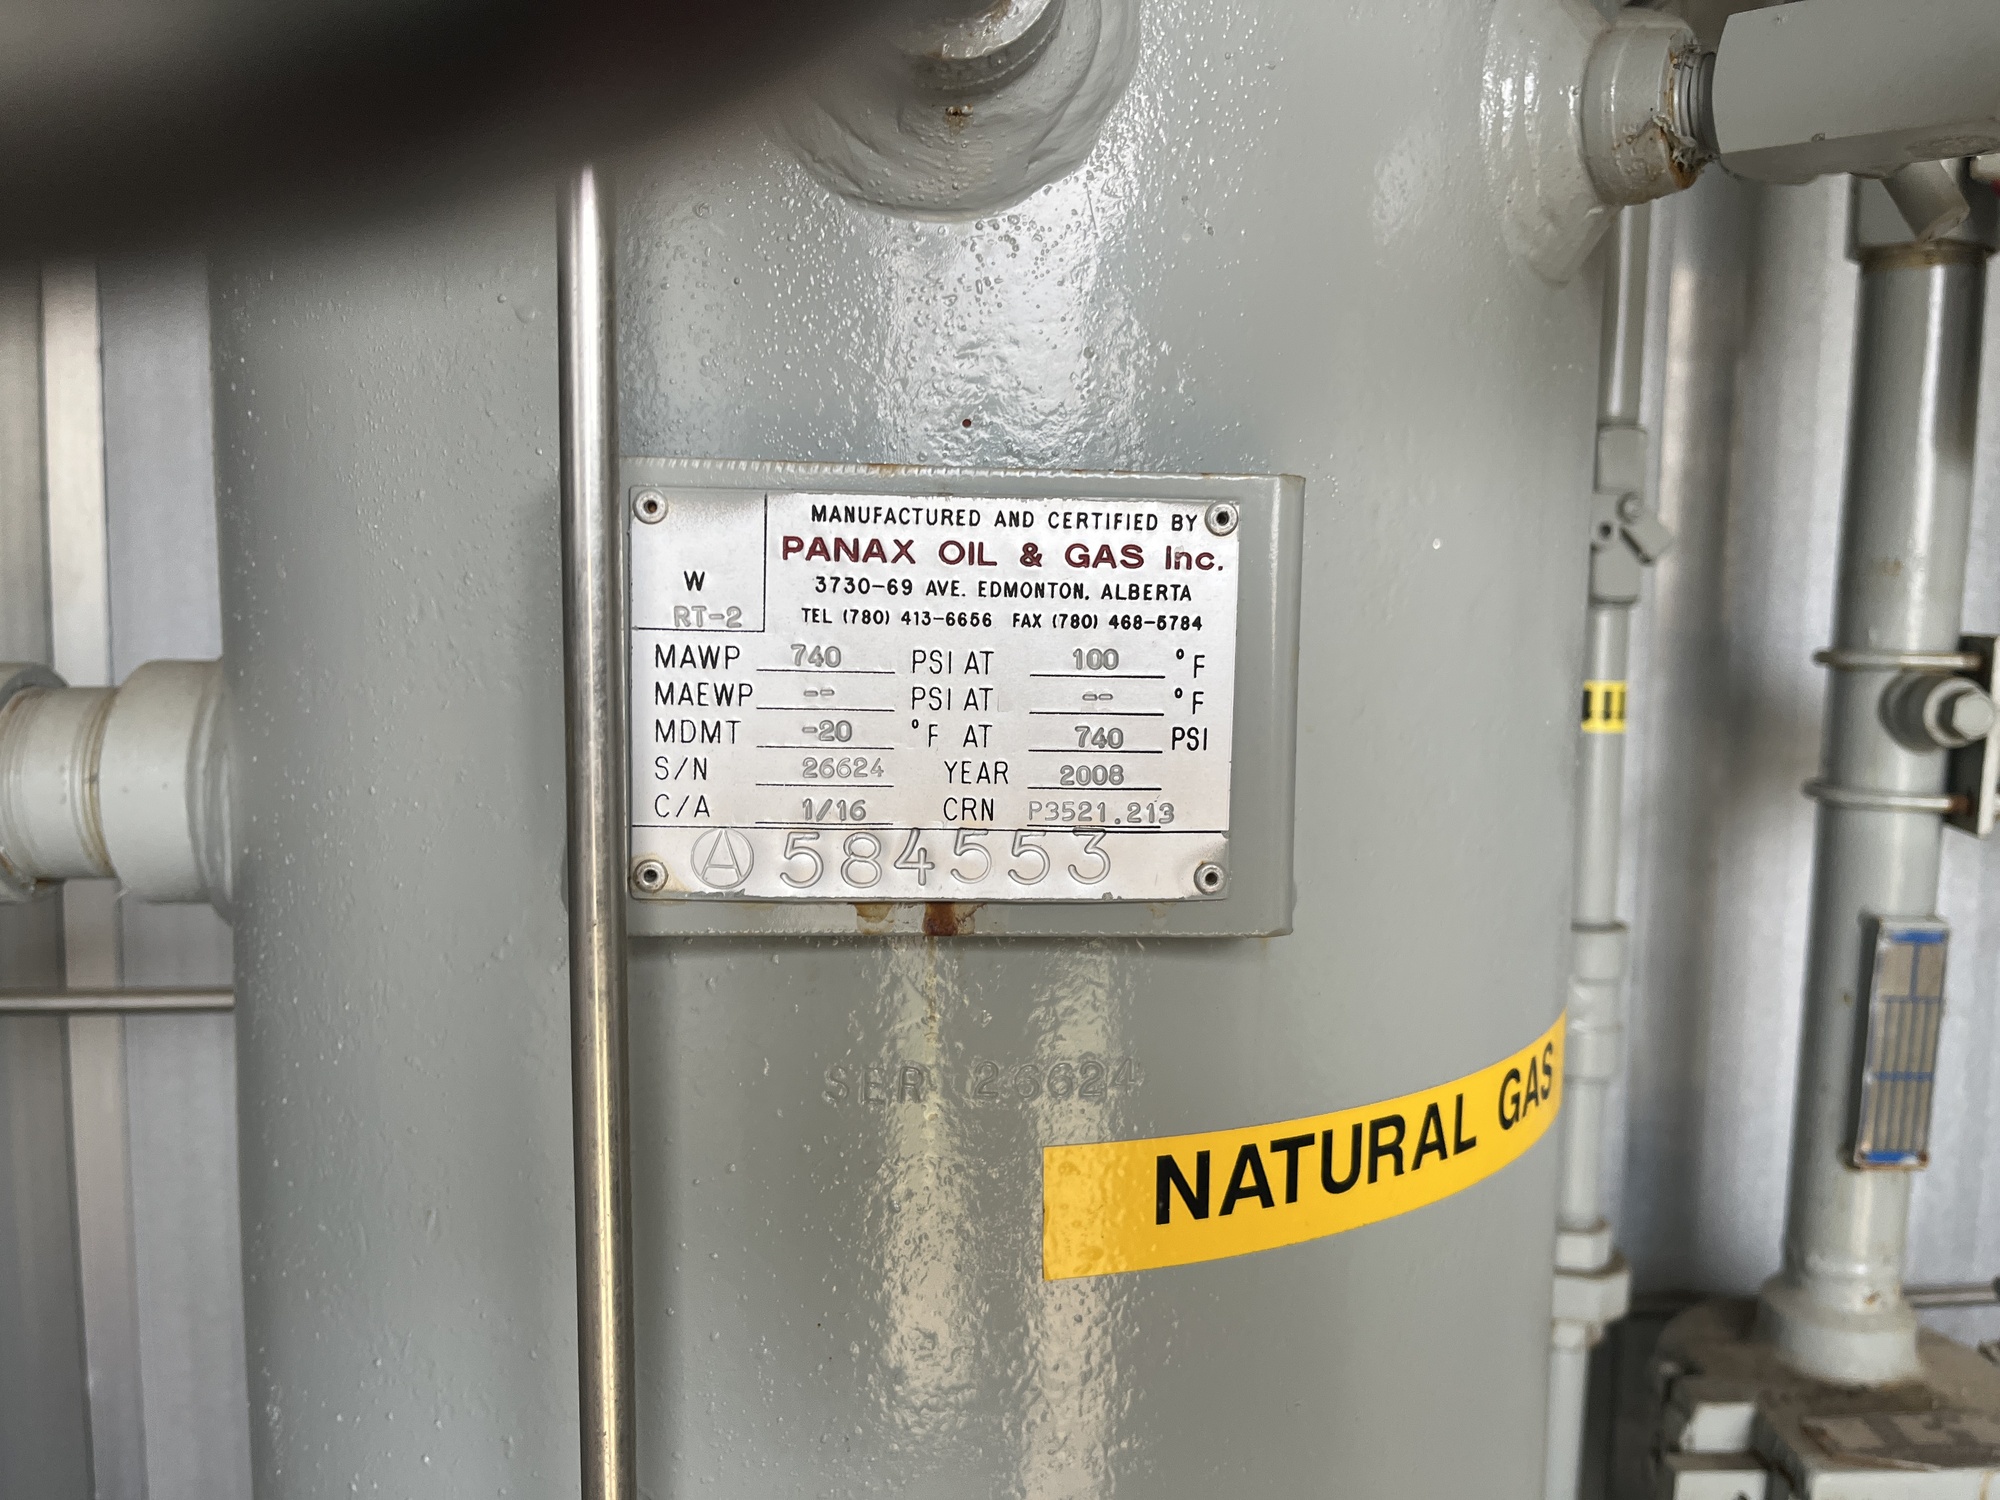 MANUFACTURED AND CERTIFIED BY
PANAX OIL & GAS Inc.
3730-69 AVE. EDMONTON, ALBERTA
TEL (780) 413-6656 FAX (780) 468-5784
W
RT-2
MAWP 740 PSI AT 100 °F
MAEWP -- PSI AT -- °F
MDMT -20 °F AT 740 PSI
S/N 26624 YEAR 2008
C/A 1/16 CRN P3521.213
A 584553
SER 26624
NATURAL GAS